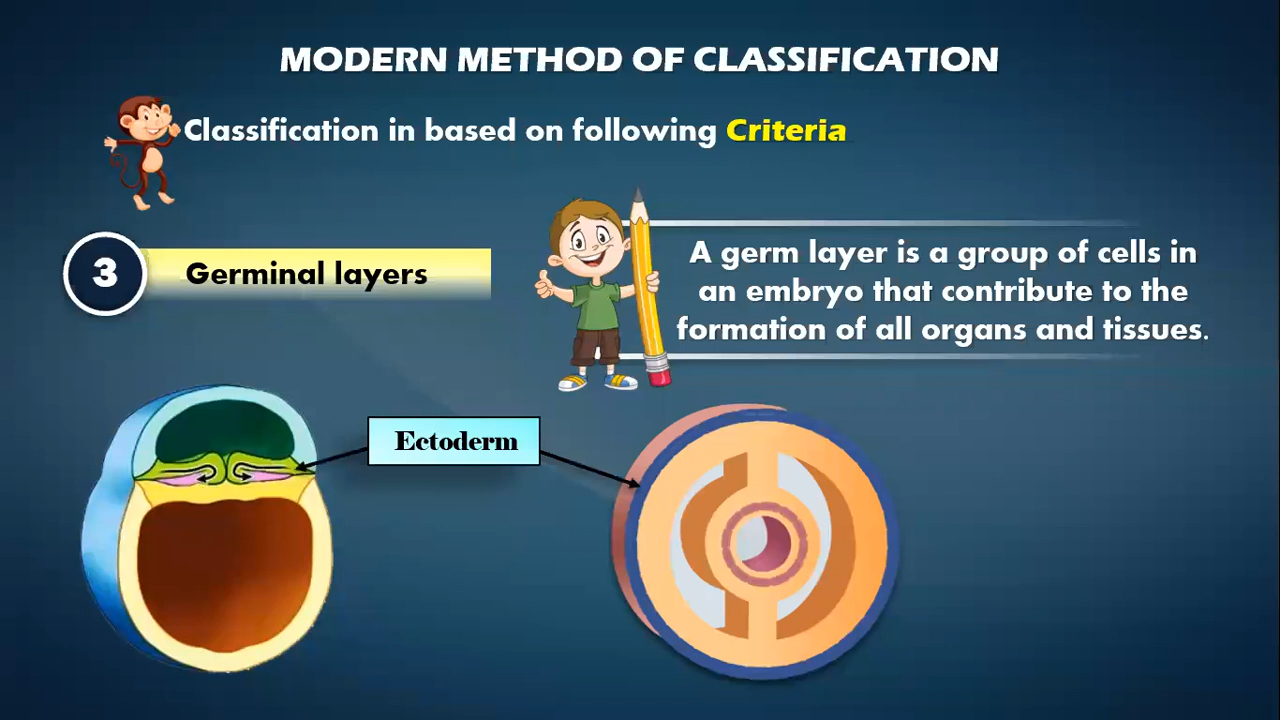 MODERN METHOD OF CLASSIFICATION
Classification in based on following Criteria
3
Germinal layers
A germ layer is a group of cells in
an embryo that contribute to the
formation of all organs and tissues.
Ectoderm